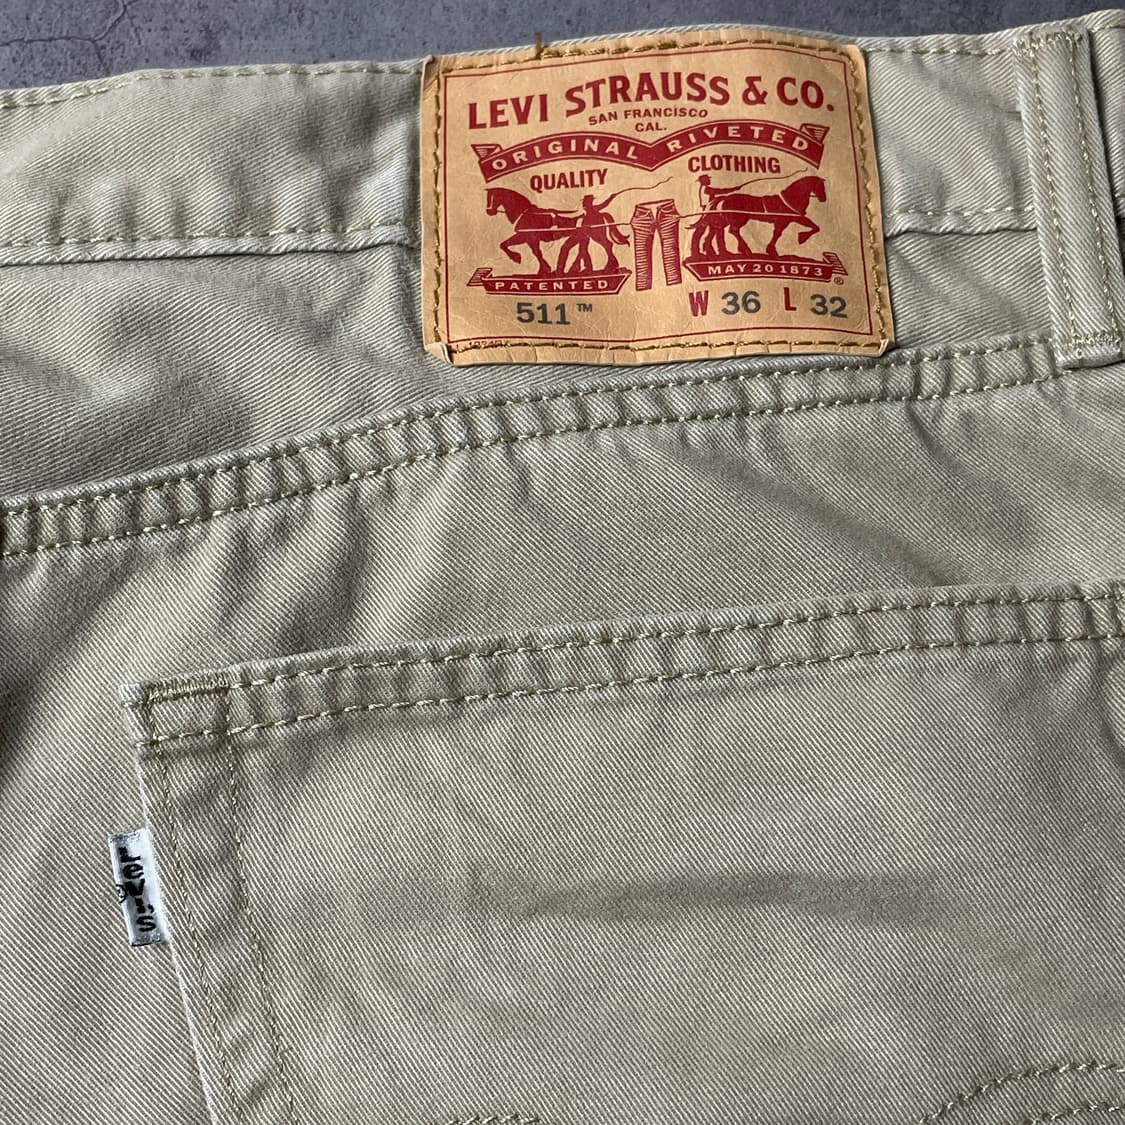 LEVI STRAUSS & CO.
SAN FRANCISCO
CAL.
ORIGINAL RIVETED
QUALITY CLOTHING
PATENTED MAY 20 1873 ®
511™ W 36 L 32
Levi's ®